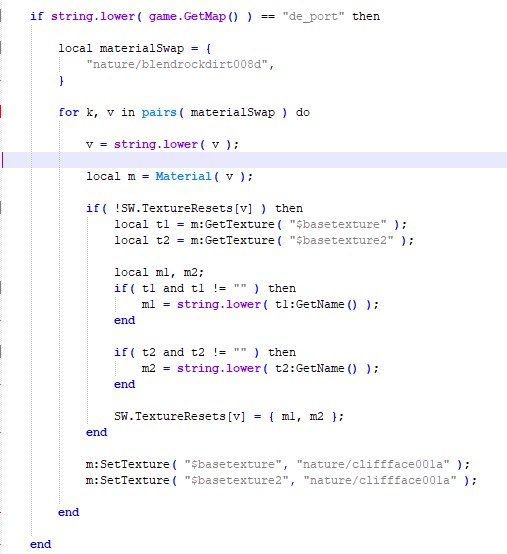 if string.lower( game.GetMap() ) == "de_port" then
local materialSwap = {
"nature/blendrockdirt008d",
}
for k, v in pairs( materialSwap ) do
v = string.lower( v );
local m = Material( v );
if( !SW.TextureResets[v] ) then
local t1 = m:GetTexture( "$basetexture" );
local t2 = m:GetTexture( "$basetexture2" );
local m1, m2;
if( t1 and t1 != "" ) then
m1 = string.lower( t1:GetName() );
end
if( t2 and t2 != "" ) then
m2 = string.lower( t2:GetName() );
end
SW.TextureResets[v] = { m1, m2 };
end
m:SetTexture( "$basetexture", "nature/cliffface001a" );
m:SetTexture( "$basetexture2", "nature/cliffface001a" );
end
end